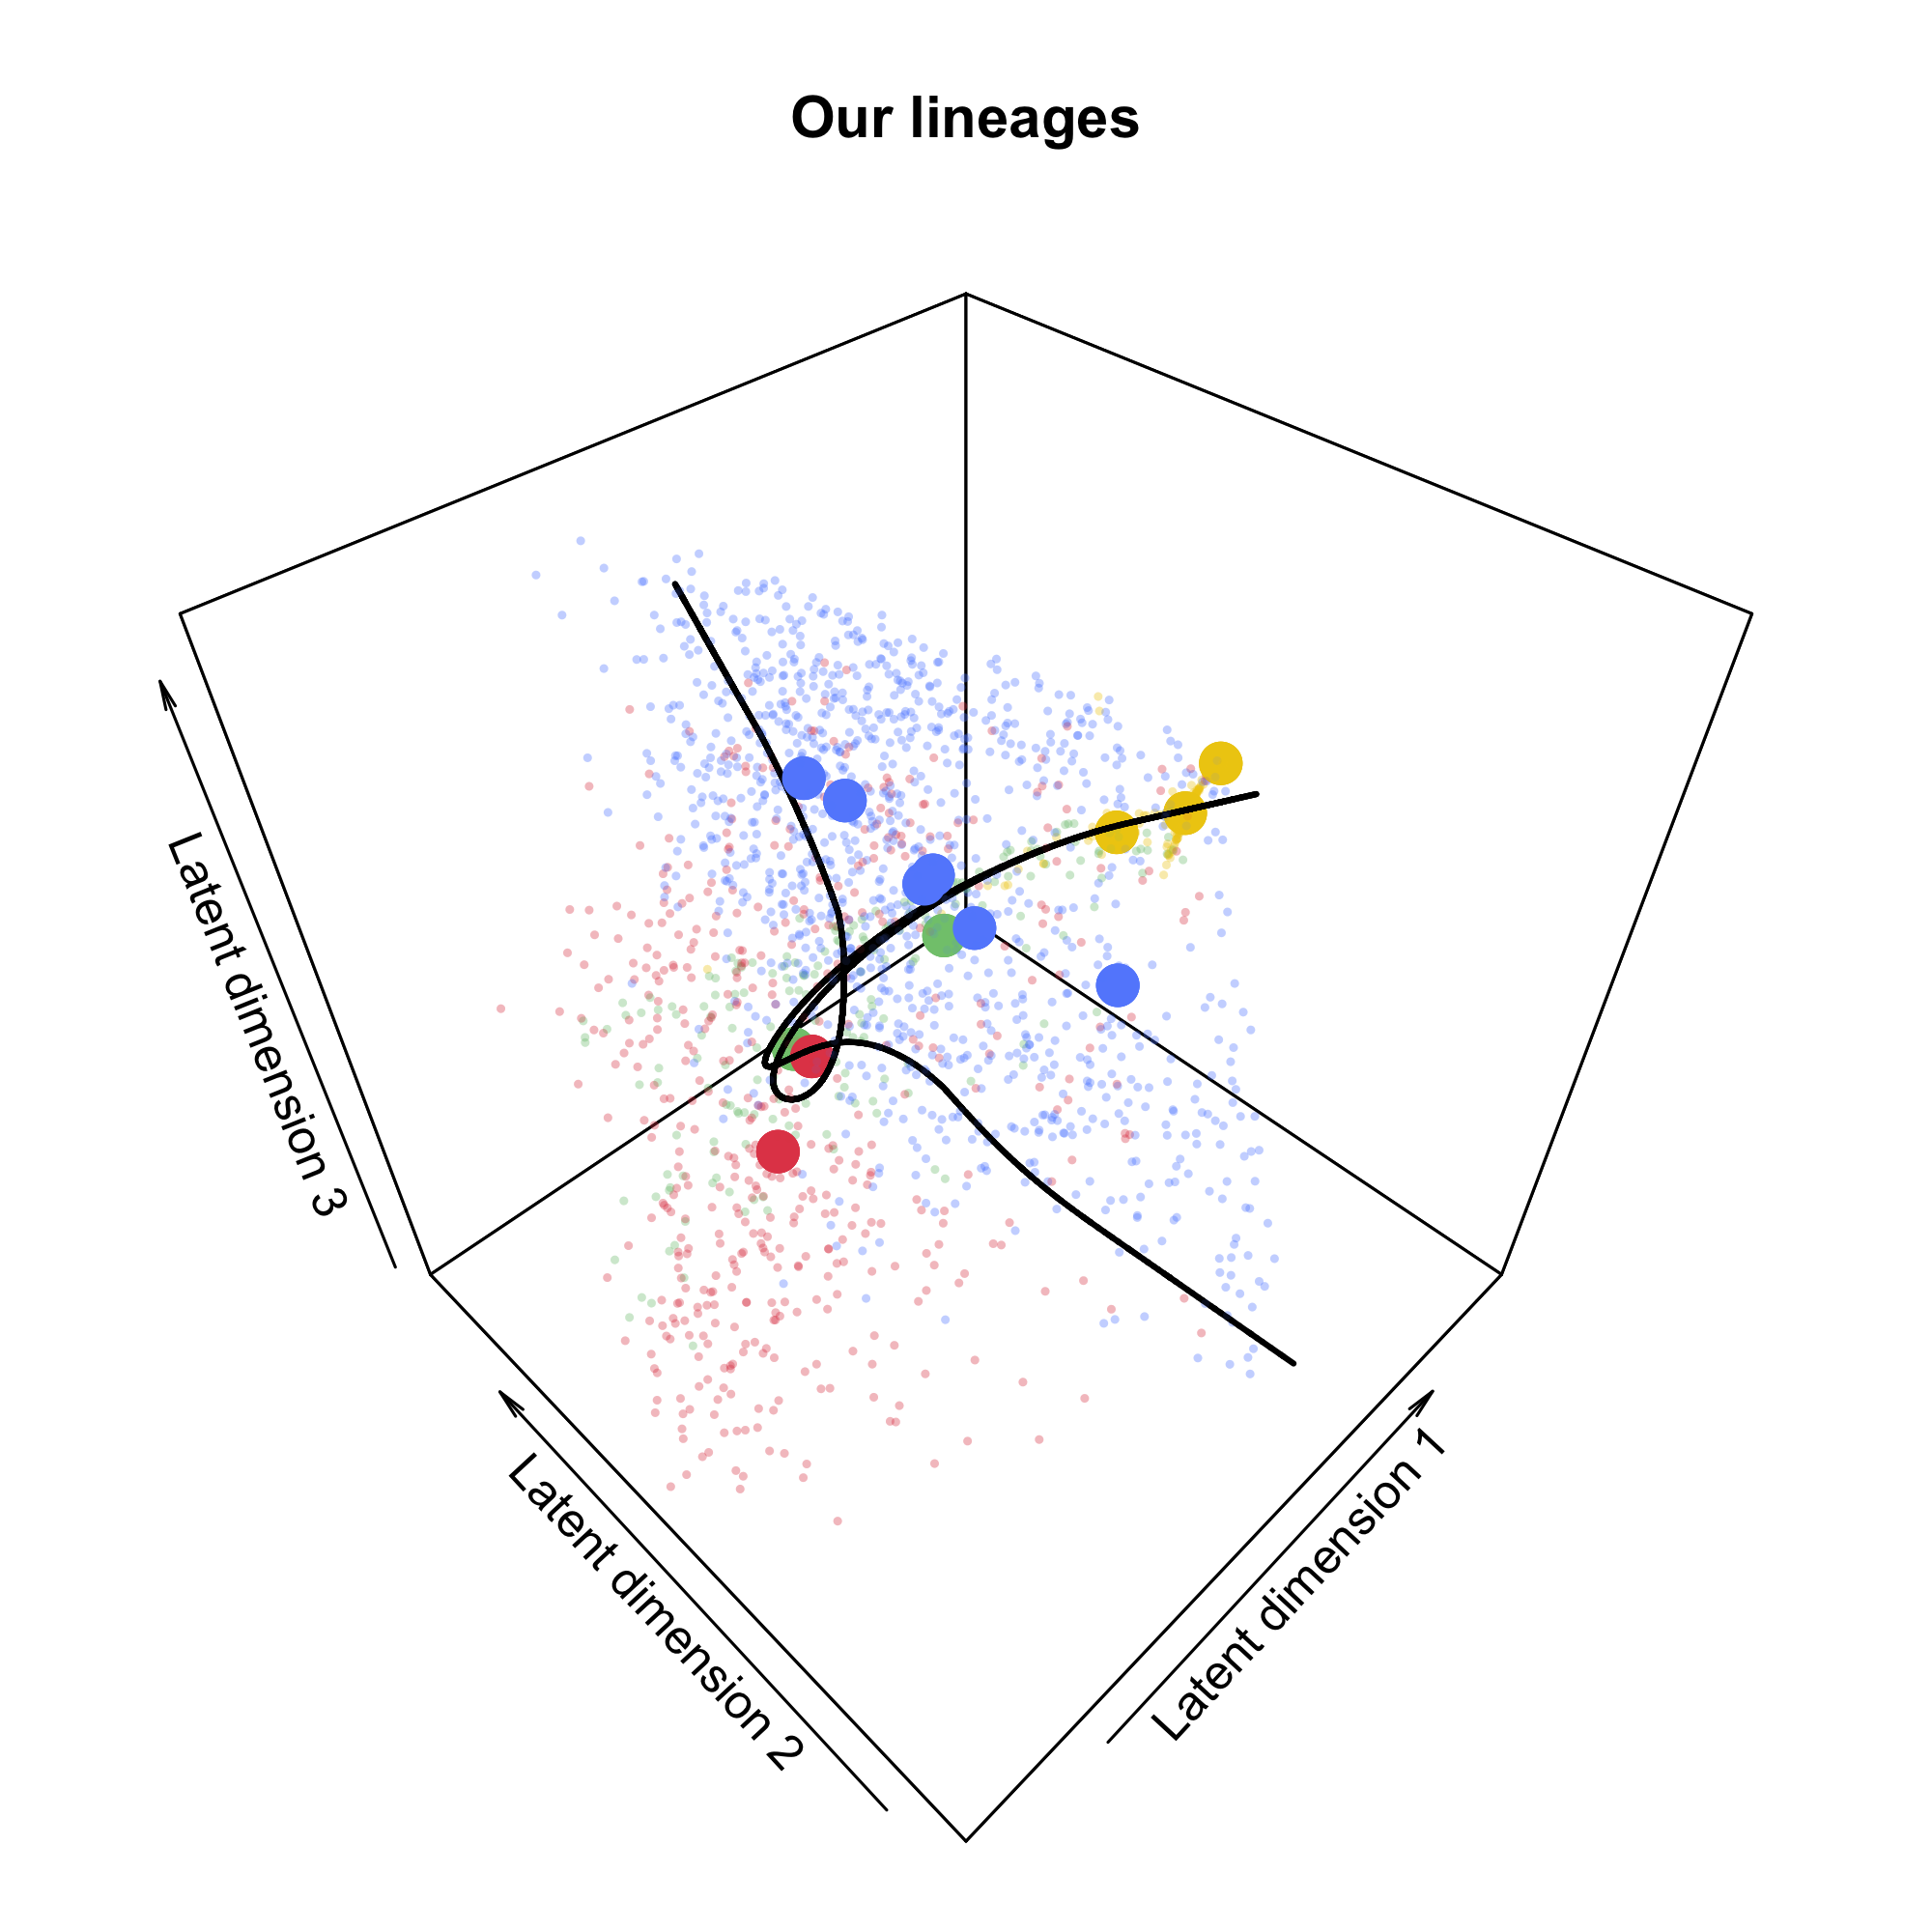 Our lineages
Latent dimension 3
Latent dimension 2
Latent dimension 1